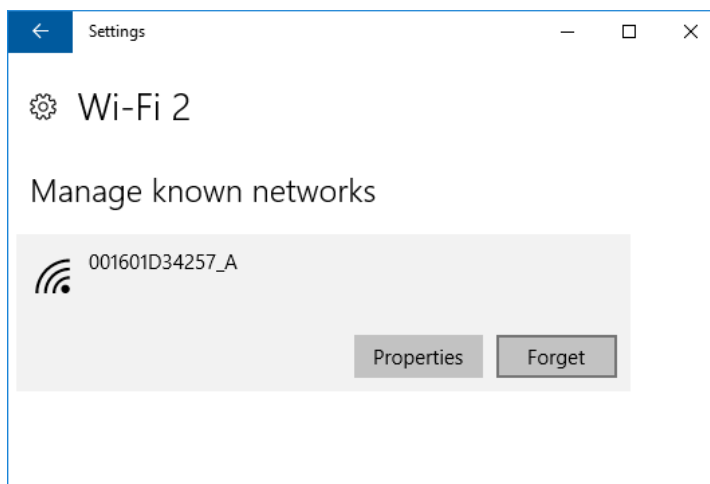 Settings
Wi-Fi 2
Manage known networks
001601D34257_A
Properties Forget